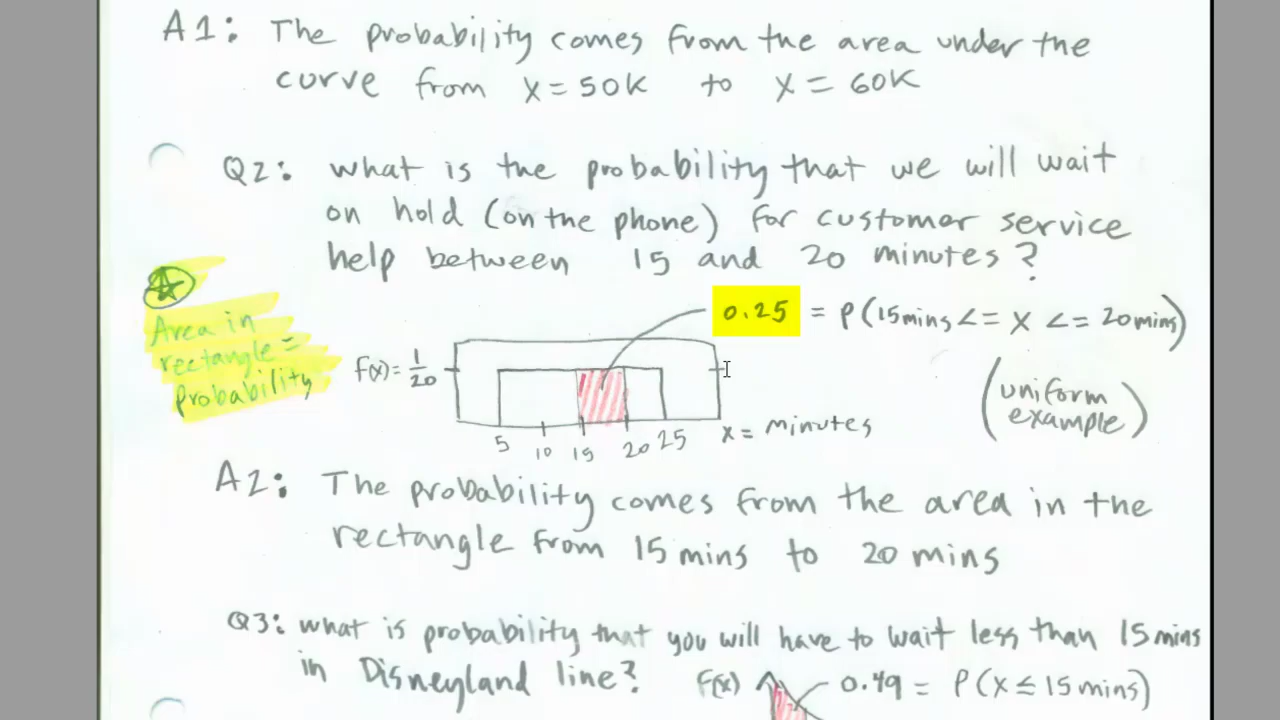 A1: The probability comes from the area under the
curve from x = 50K to x = 60K
Q2: what is the probability that we will wait
on hold (on the phone) for customer service
help between 15 and 20 minutes?
Area in
rectangle =
Probability
0.25 = P(15mins <= X <= 20mins)
f(x) = 1/20
(uniform
example)
5 10 15 20 25 x = minutes
A2: The probability comes from the area in the
rectangle from 15 mins to 20 mins
Q3: what is probability that you will have to wait less than 15 mins
in Disneyland line?
f(x) 0.49 = P(X ≤ 15mins)